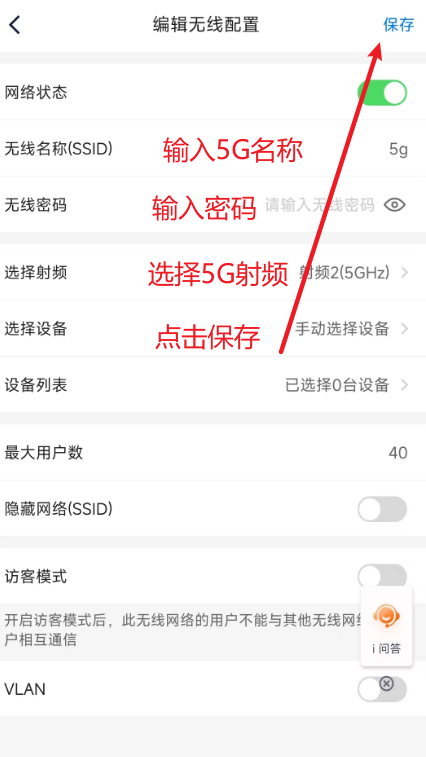 编辑无线配置
保存
网络状态
无线名称(SSID)
输入5G名称
5g
无线密码
输入密码
请输入无线密码
选择射频
选择5G射频
射频2(5GHz)
选择设备
点击保存
手动选择设备
设备列表
已选择0台设备
最大用户数
40
隐藏网络(SSID)
访客模式
开启访客模式后，此无线网络的用户不能与其他无线网络
户相互通信
i 问答
VLAN